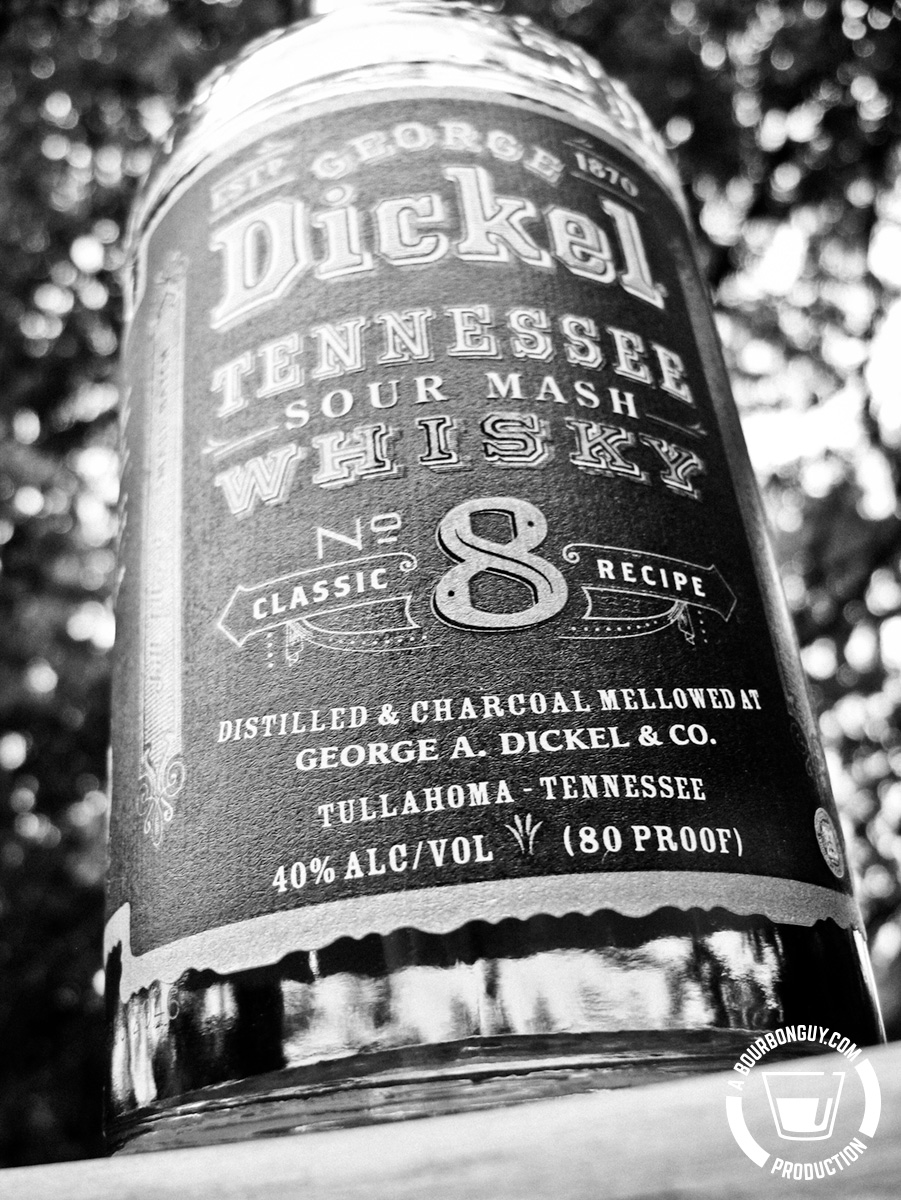 GEORGE
ESTD 1870
Dickel
TENNESSEE
SOUR MASH
WHISKY
No 8
CLASSIC RECIPE
DISTILLED & CHARCOAL MELLOWED AT
GEORGE A. DICKEL & CO.
TULLAHOMA - TENNESSEE
40% ALC/VOL (80 PROOF)
A BOURBONGUY.COM
PRODUCTION